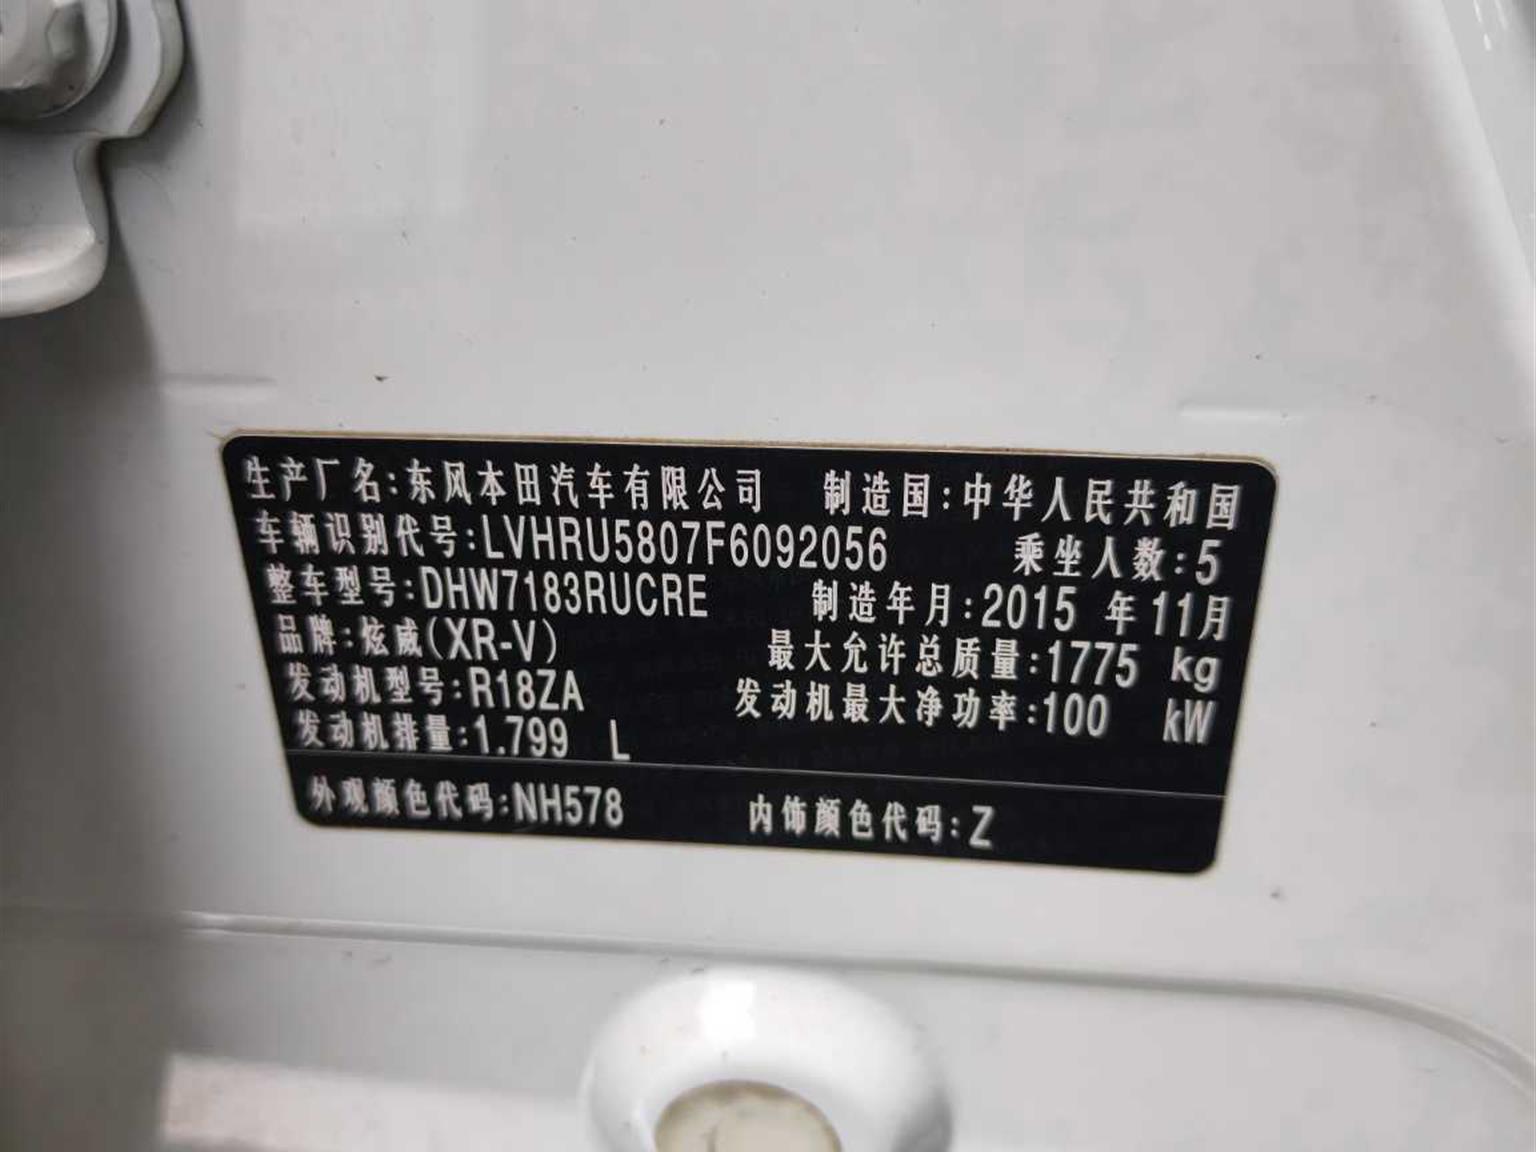 生产厂名:东风本田汽车有限公司 制造国:中华人民共和国
车辆识别代号:LVHRU5807F6092056 乘坐人数:5
整车型号:DHW7183RUCRE 制造年月:2015 年11月
品牌:炫威(XR-V) 最大允许总质量:1775 kg
发动机型号:R18ZA 发动机最大净功率:100 kW
发动机排量:1.799 L
外观颜色代码:NH578 内饰颜色代码:Z